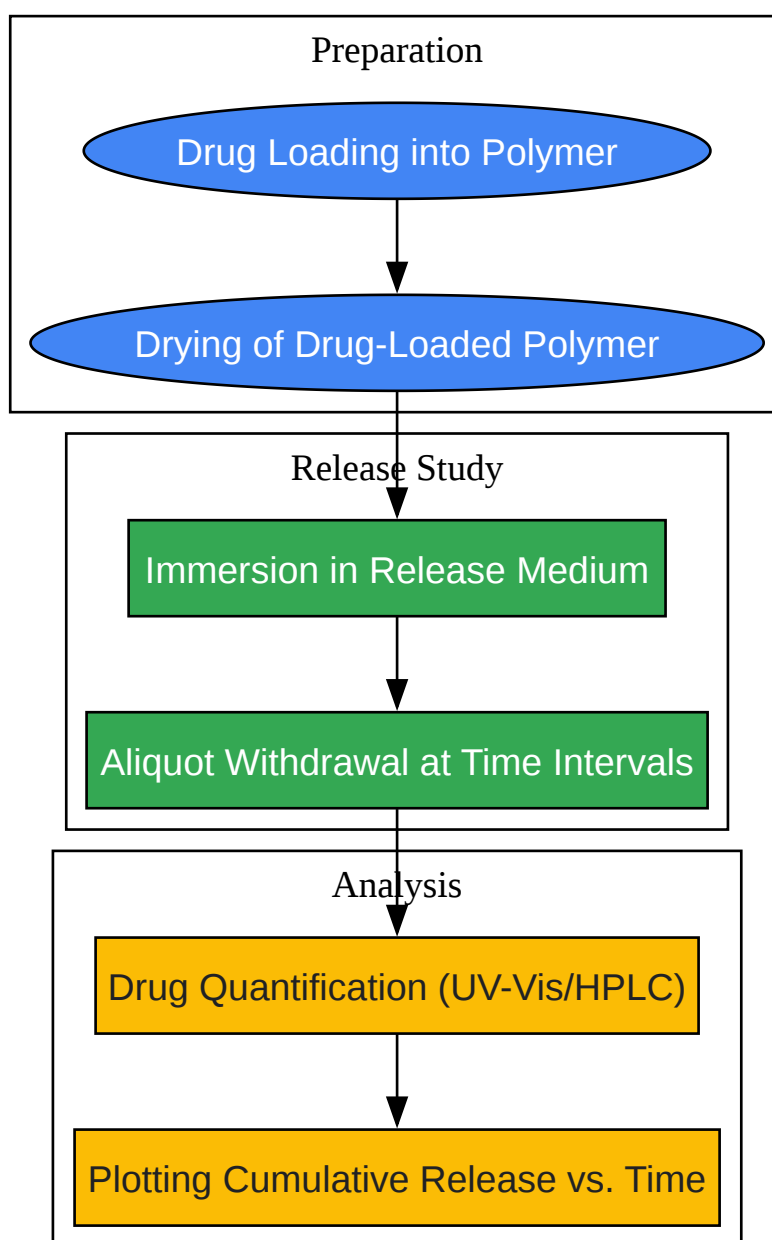 Preparation
Drug Loading into Polymer
Drying of Drug-Loaded Polymer
Release Study
Immersion in Release Medium
Aliquot Withdrawal at Time Intervals
Analysis
Drug Quantification (UV-Vis/HPLC)
Plotting Cumulative Release vs. Time